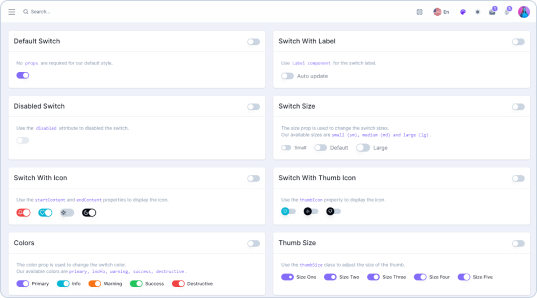 Search...
En
Default Switch
No props are required for our default style.
Switch With Label
Use Label component for the switch label.
Auto update
Disabled Switch
Use the disabled attribute to disabled the switch.
Switch Size
The size prop is used to change the switch sizes.
Our available sizes are small (sm), median (md) and large (lg).
Small Default Large
Switch With Icon
Use the startContent and endContent properties to display the icon.
Switch With Thumb Icon
Use the thumbIcon property to display the icon.
Colors
The color prop is used to change the switch color.
Our available colors are primary, info, warning, success, destructive.
Primary Info Warning Success Destructive
Thumb Size
Use the thumbSize class to adjust the size of the thumb.
Size One Size Two Size Three Size Four Size Five